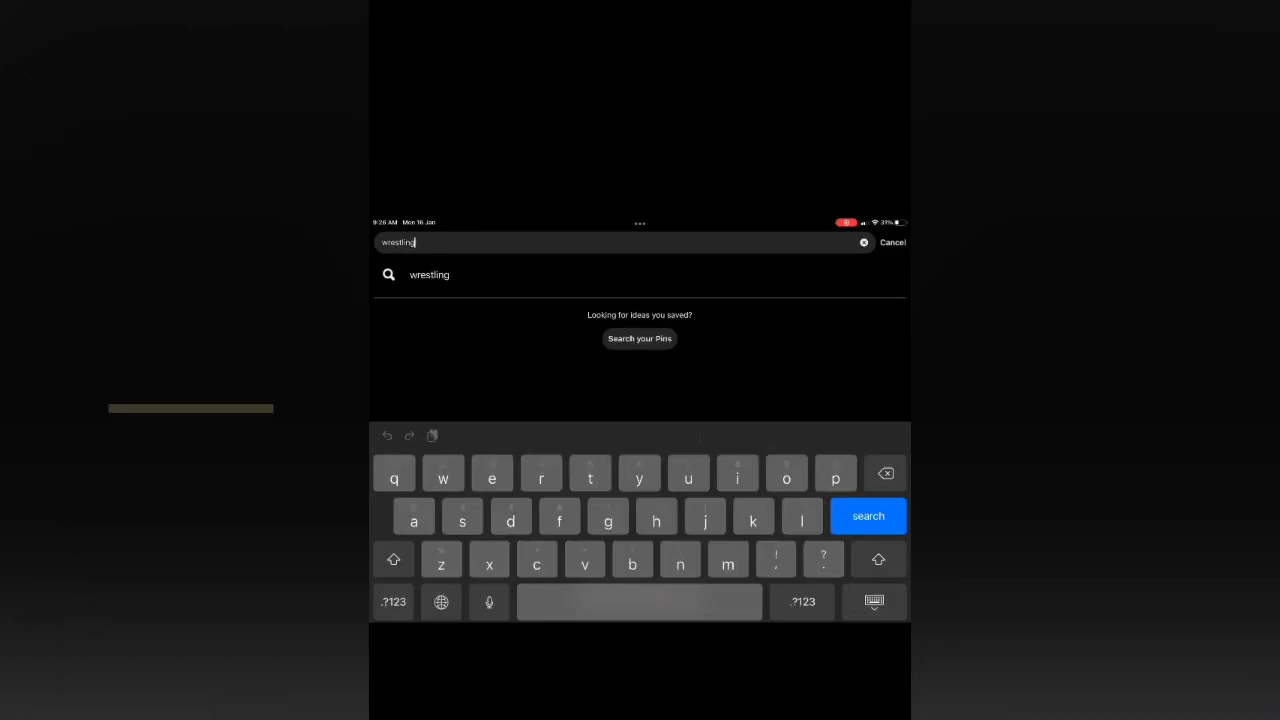 9:26 AM Mon 16 Jan
31%
wrestling
Cancel
wrestling
Looking for ideas you saved?
Search your Pins
q w e r t y u i o p
a s d f g h j k l search
z x c v b n m ! , ? .
.?123 .?123